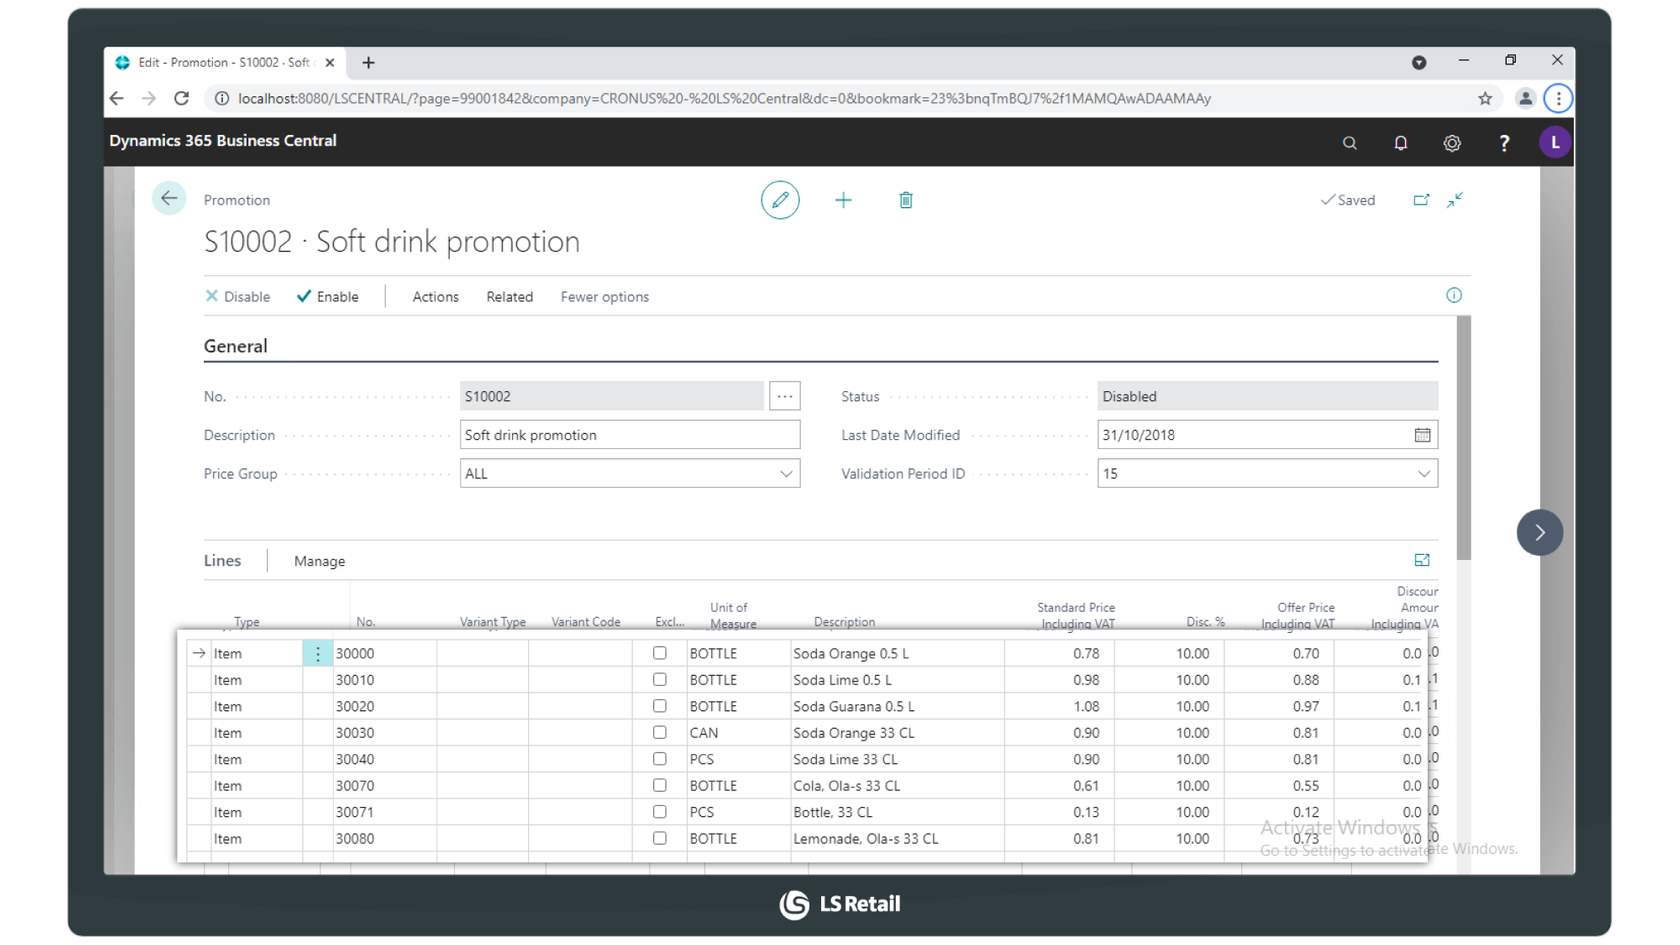 Edit - Promotion - S10002 - Soft
localhost:8080/LSCENTRAL/?page=99001842&company=CRONUS%20-%20LS%20Central&dc=0&bookmark=23%3bnqTmBQJ7%2f1MAMQAwADAAMAAy
Dynamics 365 Business Central
? L
Promotion
Saved
S10002 · Soft drink promotion
Disable Enable Actions Related Fewer options
General
No. S10002 ... Status Disabled
Description Soft drink promotion Last Date Modified 31/10/2018
Price Group ALL Validation Period ID 15
Lines Manage
Type No. Variant Type Variant Code Excl... Unit of Measure Description Standard Price Including VAT Disc. % Offer Price Including VAT Discour Amour Including VA
Item 30000 BOTTLE Soda Orange 0.5 L 0.78 10.00 0.70 0.0 .0
Item 30010 BOTTLE Soda Lime 0.5 L 0.98 10.00 0.88 0.1 .1
Item 30020 BOTTLE Soda Guarana 0.5 L 1.08 10.00 0.97 0.1 .1
Item 30030 CAN Soda Orange 33 CL 0.90 10.00 0.81 0.0 .0
Item 30040 PCS Soda Lime 33 CL 0.90 10.00 0.81 0.0 .0
Item 30070 BOTTLE Cola, Ola-s 33 CL 0.61 10.00 0.55 0.0 .0
Item 30071 PCS Bottle, 33 CL 0.13 10.00 0.12 0.0 .0
Item 30080 BOTTLE Lemonade, Ola-s 33 CL 0.81 10.00 0.73 0.0 .0
Activate Windows
Go to Settings to activate Windows.
LS Retail